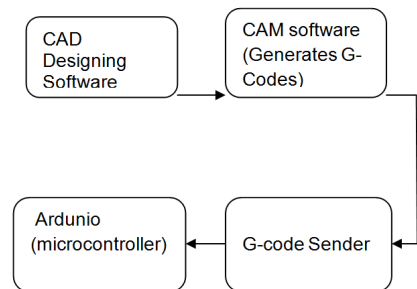 CAD
Designing
Software
CAM software
(Generates G-
Codes)
Ardunio
(microcontroller)
G-code Sender